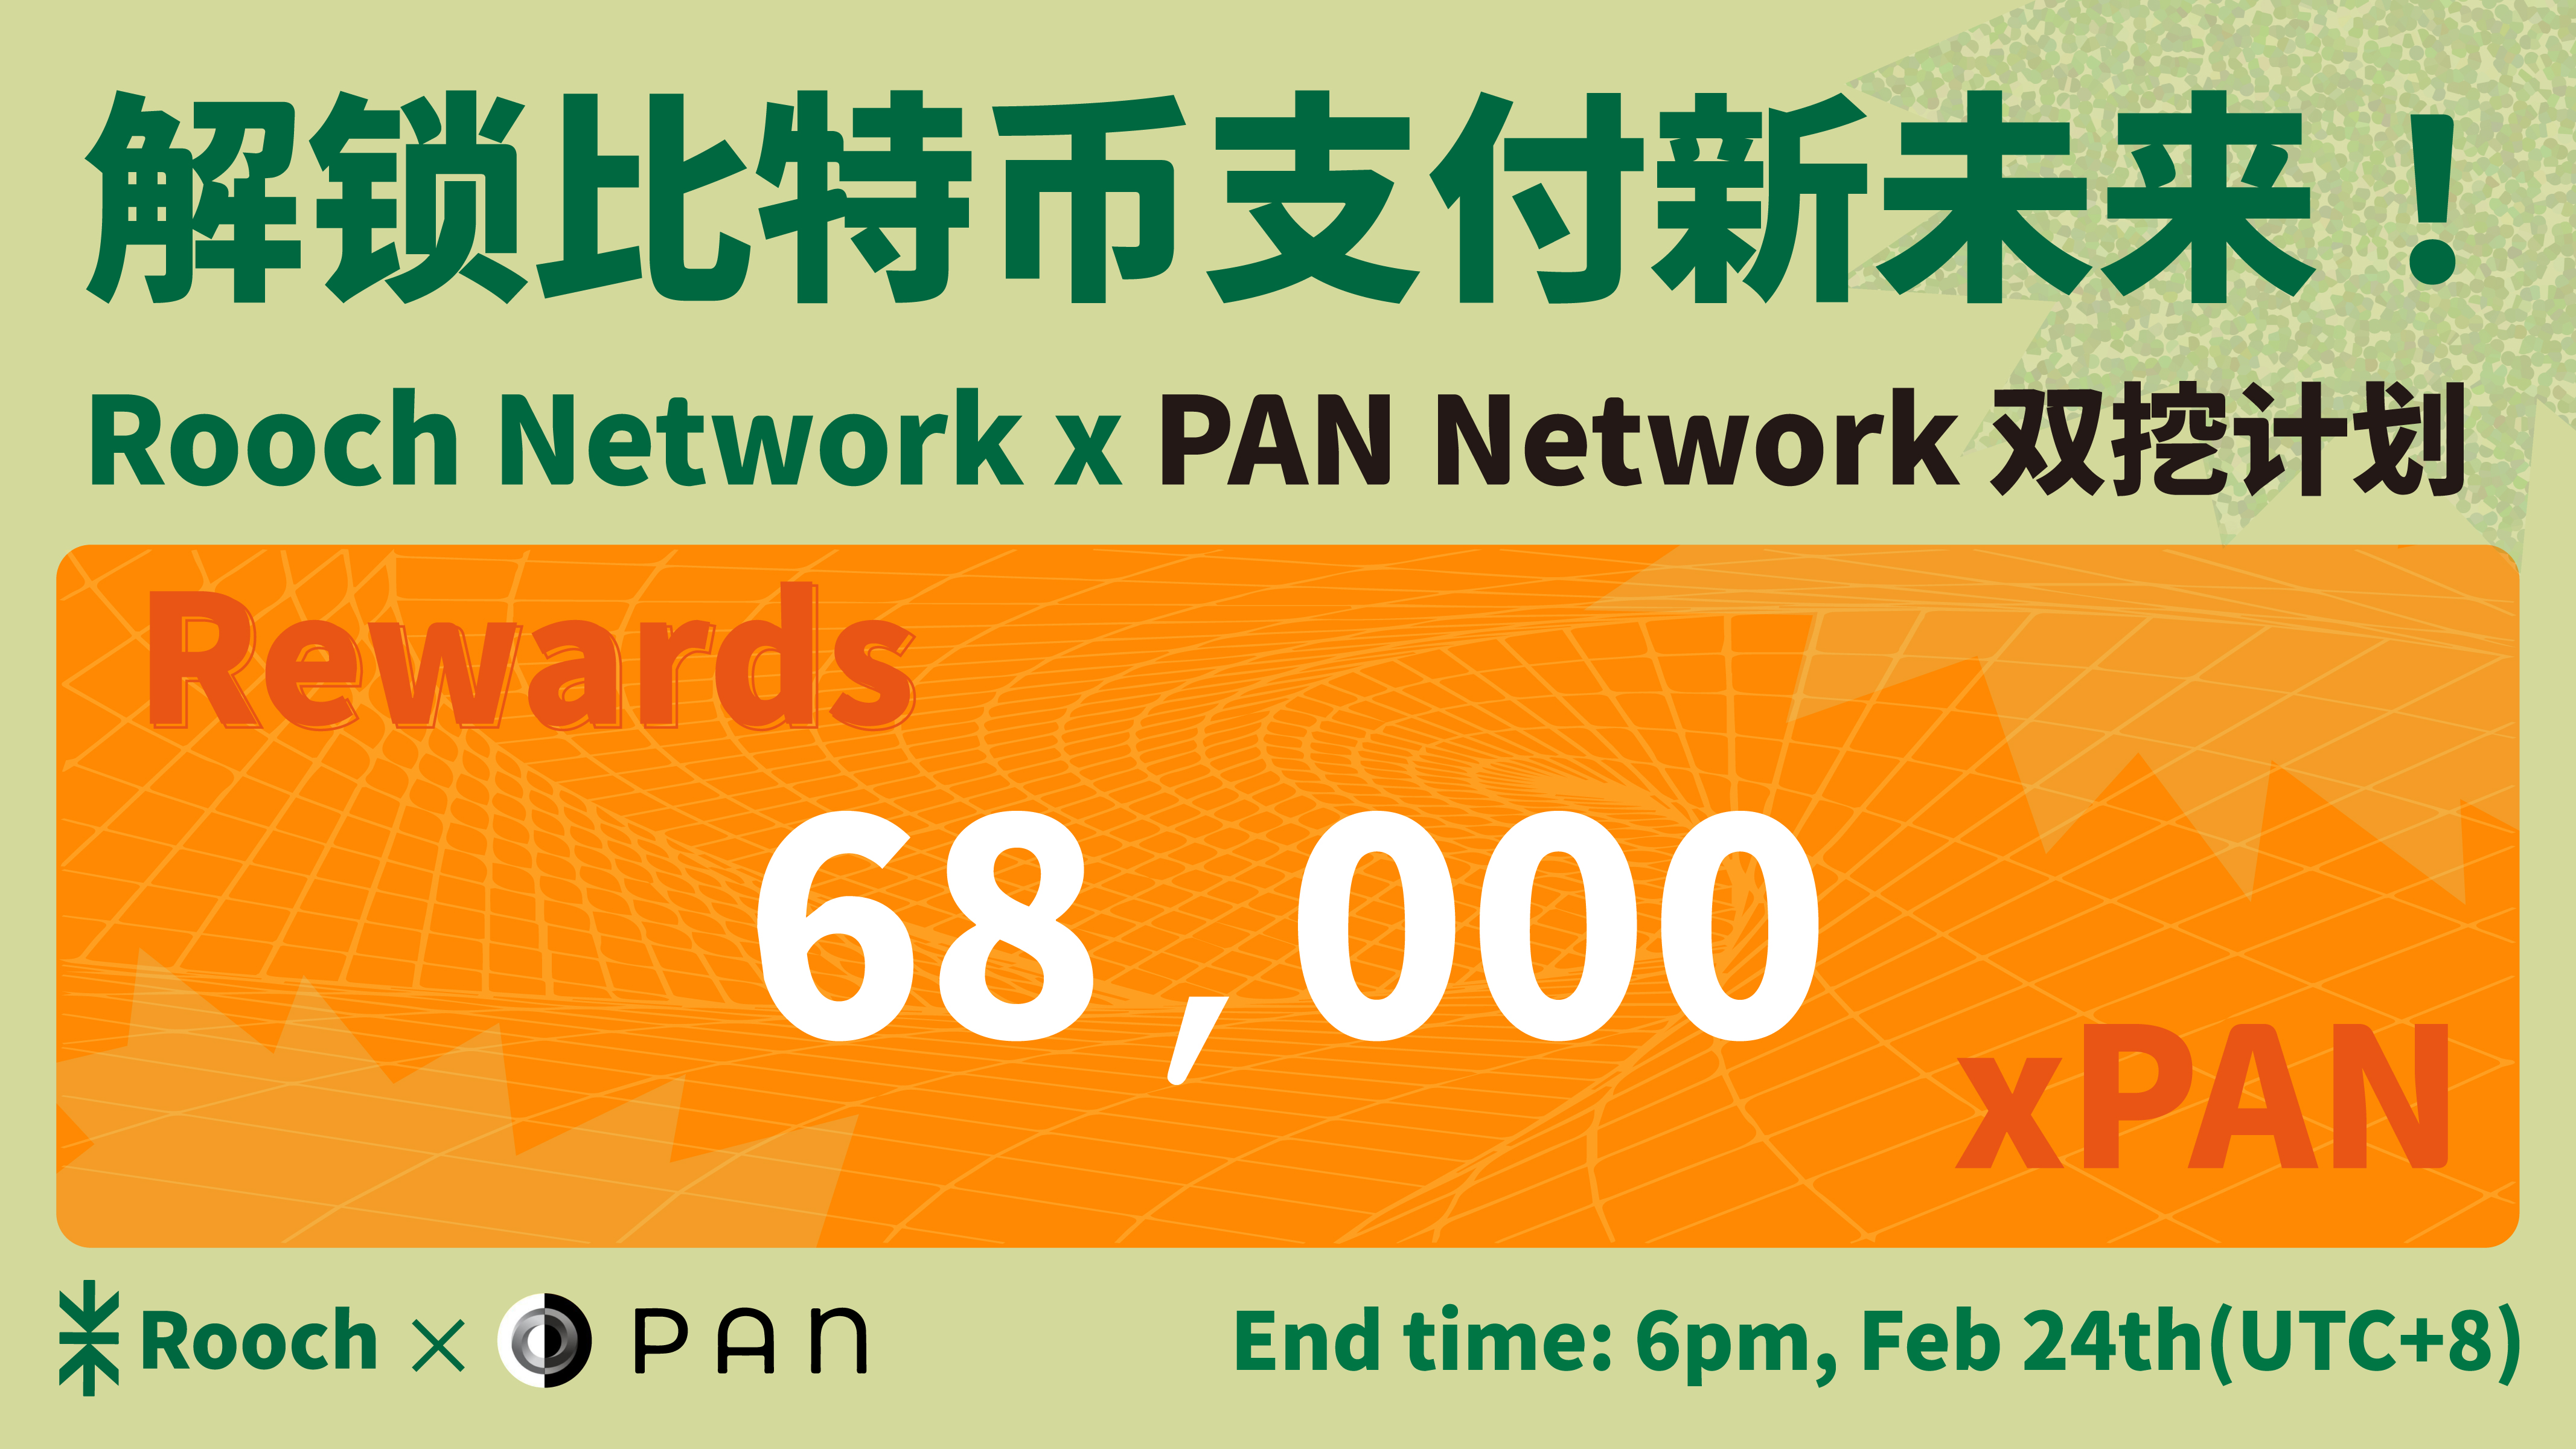 解锁比特币支付新未来！
Rooch Network x PAN Network 双挖计划
Rewards
68,000
xPAN
Rooch × PAN
End time: 6pm, Feb 24th(UTC+8)